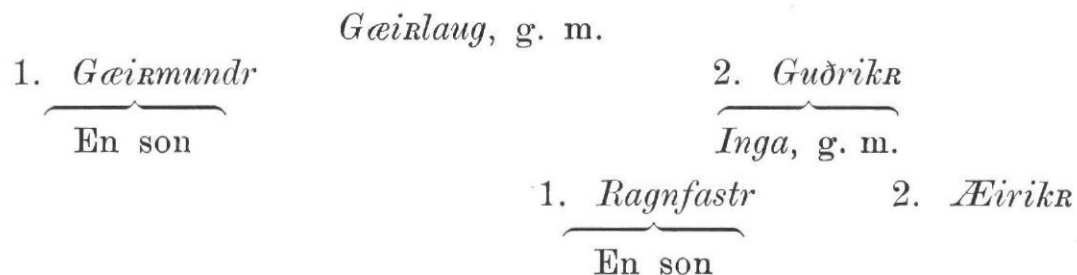 Gæiʀlaug, g. m.
1. Gæiʀmundr 2. Guðrikʀ
En son Inga, g. m.
1. Ragnfastr 2. Æirikʀ
En son